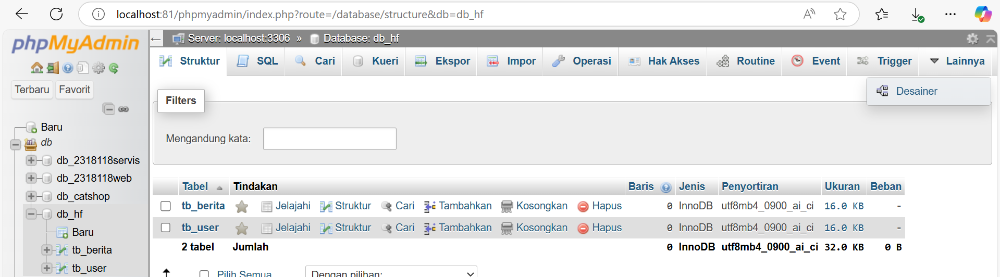 localhost:81/phpmyadmin/index.php?route=/database/structure&db=db_hf
phpMyAdmin
Terbaru Favorit
Baru
db
db_2318118servis
db_2318118web
db_catshop
db_hf
Baru
tb_berita
tb_user
Server: localhost:3306 » Database: db_hf
Struktur SQL Cari Kueri Ekspor Impor Operasi Hak Akses Routine Event Trigger Lainnya
Desainer
Filters
Mengandung kata:
Tabel Tindakan Baris Jenis Penyortiran Ukuran Beban
tb_berita Jelajahi Struktur Cari Tambahkan Kosongkan Hapus 0 InnoDB utf8mb4_0900_ai_ci 16.0 KB -
tb_user Jelajahi Struktur Cari Tambahkan Kosongkan Hapus 0 InnoDB utf8mb4_0900_ai_ci 16.0 KB -
2 tabel Jumlah 0 InnoDB utf8mb4_0900_ai_ci 32.0 KB 0 B
Pilih Semua Dengan pilihan: